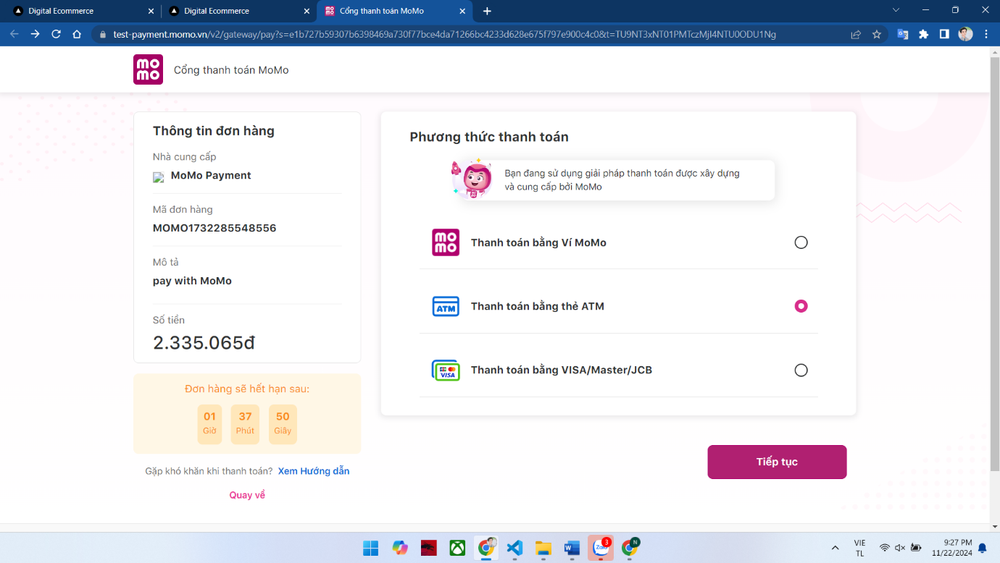 Digital Ecommerce
Digital Ecommerce
Cổng thanh toán MoMo
test-payment.momo.vn/v2/gateway/pay?s=e1b727b59307b6398469a730f77bce4da71266bc4233d628e675f797e900c4c0&t=TU9NT3xNT01PMTczMjI4NTU0ODU1Ng
mo
mo
Cổng thanh toán MoMo
Thông tin đơn hàng
Nhà cung cấp
MoMo Payment
Mã đơn hàng
MOMO1732285548556
Mô tả
pay with MoMo
Số tiền
2.335.065đ
Đơn hàng sẽ hết hạn sau:
01 37 50
Giờ Phút Giây
Gặp khó khăn khi thanh toán? Xem Hướng dẫn
Quay về
Phương thức thanh toán
Bạn đang sử dụng giải pháp thanh toán được xây dựng
và cung cấp bởi MoMo
mo
mo
Thanh toán bằng Ví MoMo
ATM
Thanh toán bằng thẻ ATM
VISA
Thanh toán bằng VISA/Master/JCB
Tiếp tục
Zalo
3
N
VIE
TL
9:27 PM
11/22/2024